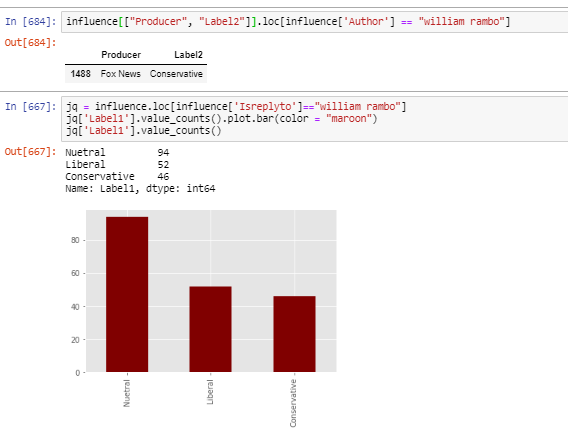 In [684]: influence[["Producer", "Label2"]].loc[influence['Author'] == "william rambo"]
Out[684]:
Producer Label2
1488 Fox News Conservative
In [667]: jq = influence.loc[influence['Isreplyto']=="william rambo"]
jq['Label1'].value_counts().plot.bar(color = "maroon")
jq['Label1'].value_counts()
Out[667]: Nuetral 94
Liberal 52
Conservative 46
Name: Label1, dtype: int64
80
60
40
20
0
Nuetral
Liberal
Conservative